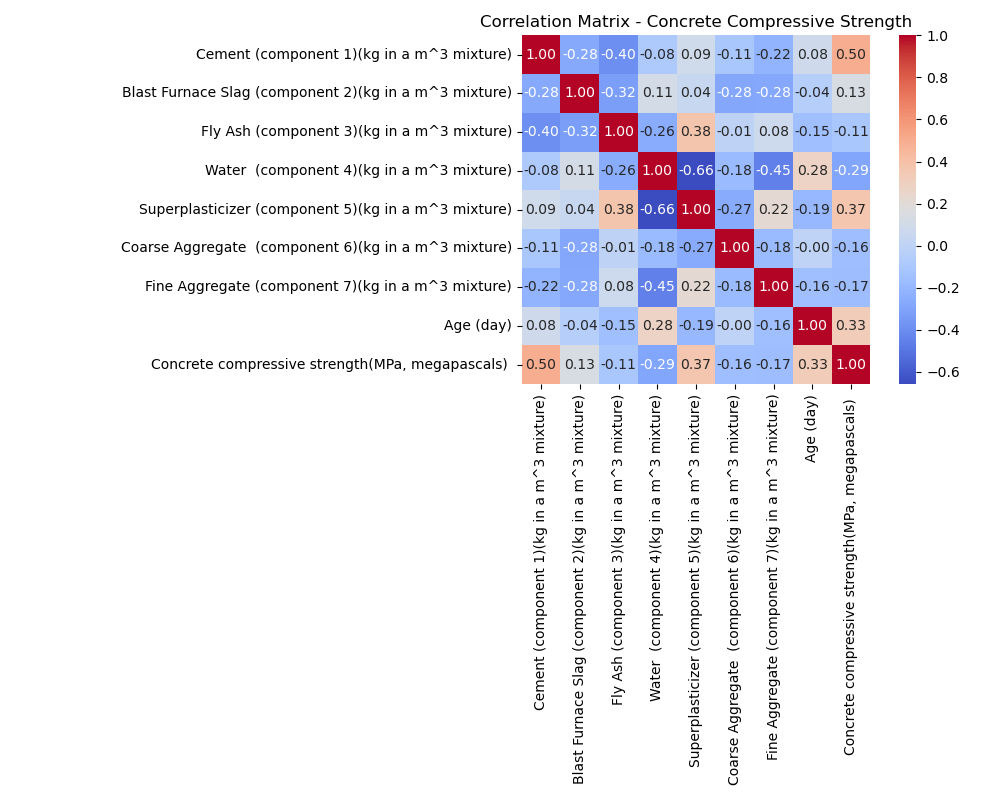 Correlation Matrix - Concrete Compressive Strength
Cement (component 1)(kg in a m^3 mixture) 1.00 -0.28 -0.40 -0.08 0.09 -0.11 -0.22 0.08 0.50
Blast Furnace Slag (component 2)(kg in a m^3 mixture) -0.28 1.00 -0.32 0.11 0.04 -0.28 -0.28 -0.04 0.13
Fly Ash (component 3)(kg in a m^3 mixture) -0.40 -0.32 1.00 -0.26 0.38 -0.01 0.08 -0.15 -0.11
Water  (component 4)(kg in a m^3 mixture) -0.08 0.11 -0.26 1.00 -0.66 -0.18 -0.45 0.28 -0.29
Superplasticizer (component 5)(kg in a m^3 mixture) 0.09 0.04 0.38 -0.66 1.00 -0.27 0.22 -0.19 0.37
Coarse Aggregate  (component 6)(kg in a m^3 mixture) -0.11 -0.28 -0.01 -0.18 -0.27 1.00 -0.18 -0.00 -0.16
Fine Aggregate (component 7)(kg in a m^3 mixture) -0.22 -0.28 0.08 -0.45 0.22 -0.18 1.00 -0.16 -0.17
Age (day) 0.08 -0.04 -0.15 0.28 -0.19 -0.00 -0.16 1.00 0.33
Concrete compressive strength(MPa, megapascals) 0.50 0.13 -0.11 -0.29 0.37 -0.16 -0.17 0.33 1.00
Cement (component 1)(kg in a m^3 mixture)
Blast Furnace Slag (component 2)(kg in a m^3 mixture)
Fly Ash (component 3)(kg in a m^3 mixture)
Water  (component 4)(kg in a m^3 mixture)
Superplasticizer (component 5)(kg in a m^3 mixture)
Coarse Aggregate  (component 6)(kg in a m^3 mixture)
Fine Aggregate (component 7)(kg in a m^3 mixture)
Age (day)
Concrete compressive strength(MPa, megapascals)
1.0
0.8
0.6
0.4
0.2
0.0
−0.2
−0.4
−0.6